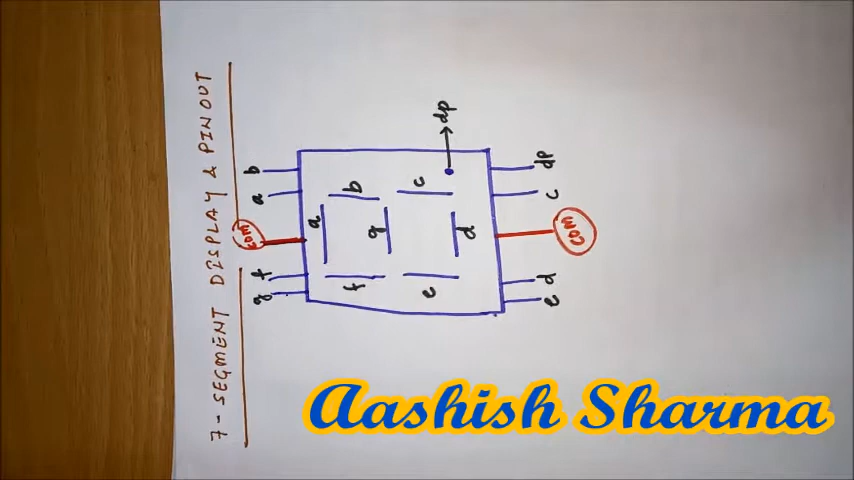 7-SEGMENT DISPLAY & PINOUT
g f com a b
a
f b
g
e c
d
dp
e d com c dp
Aashish Sharma